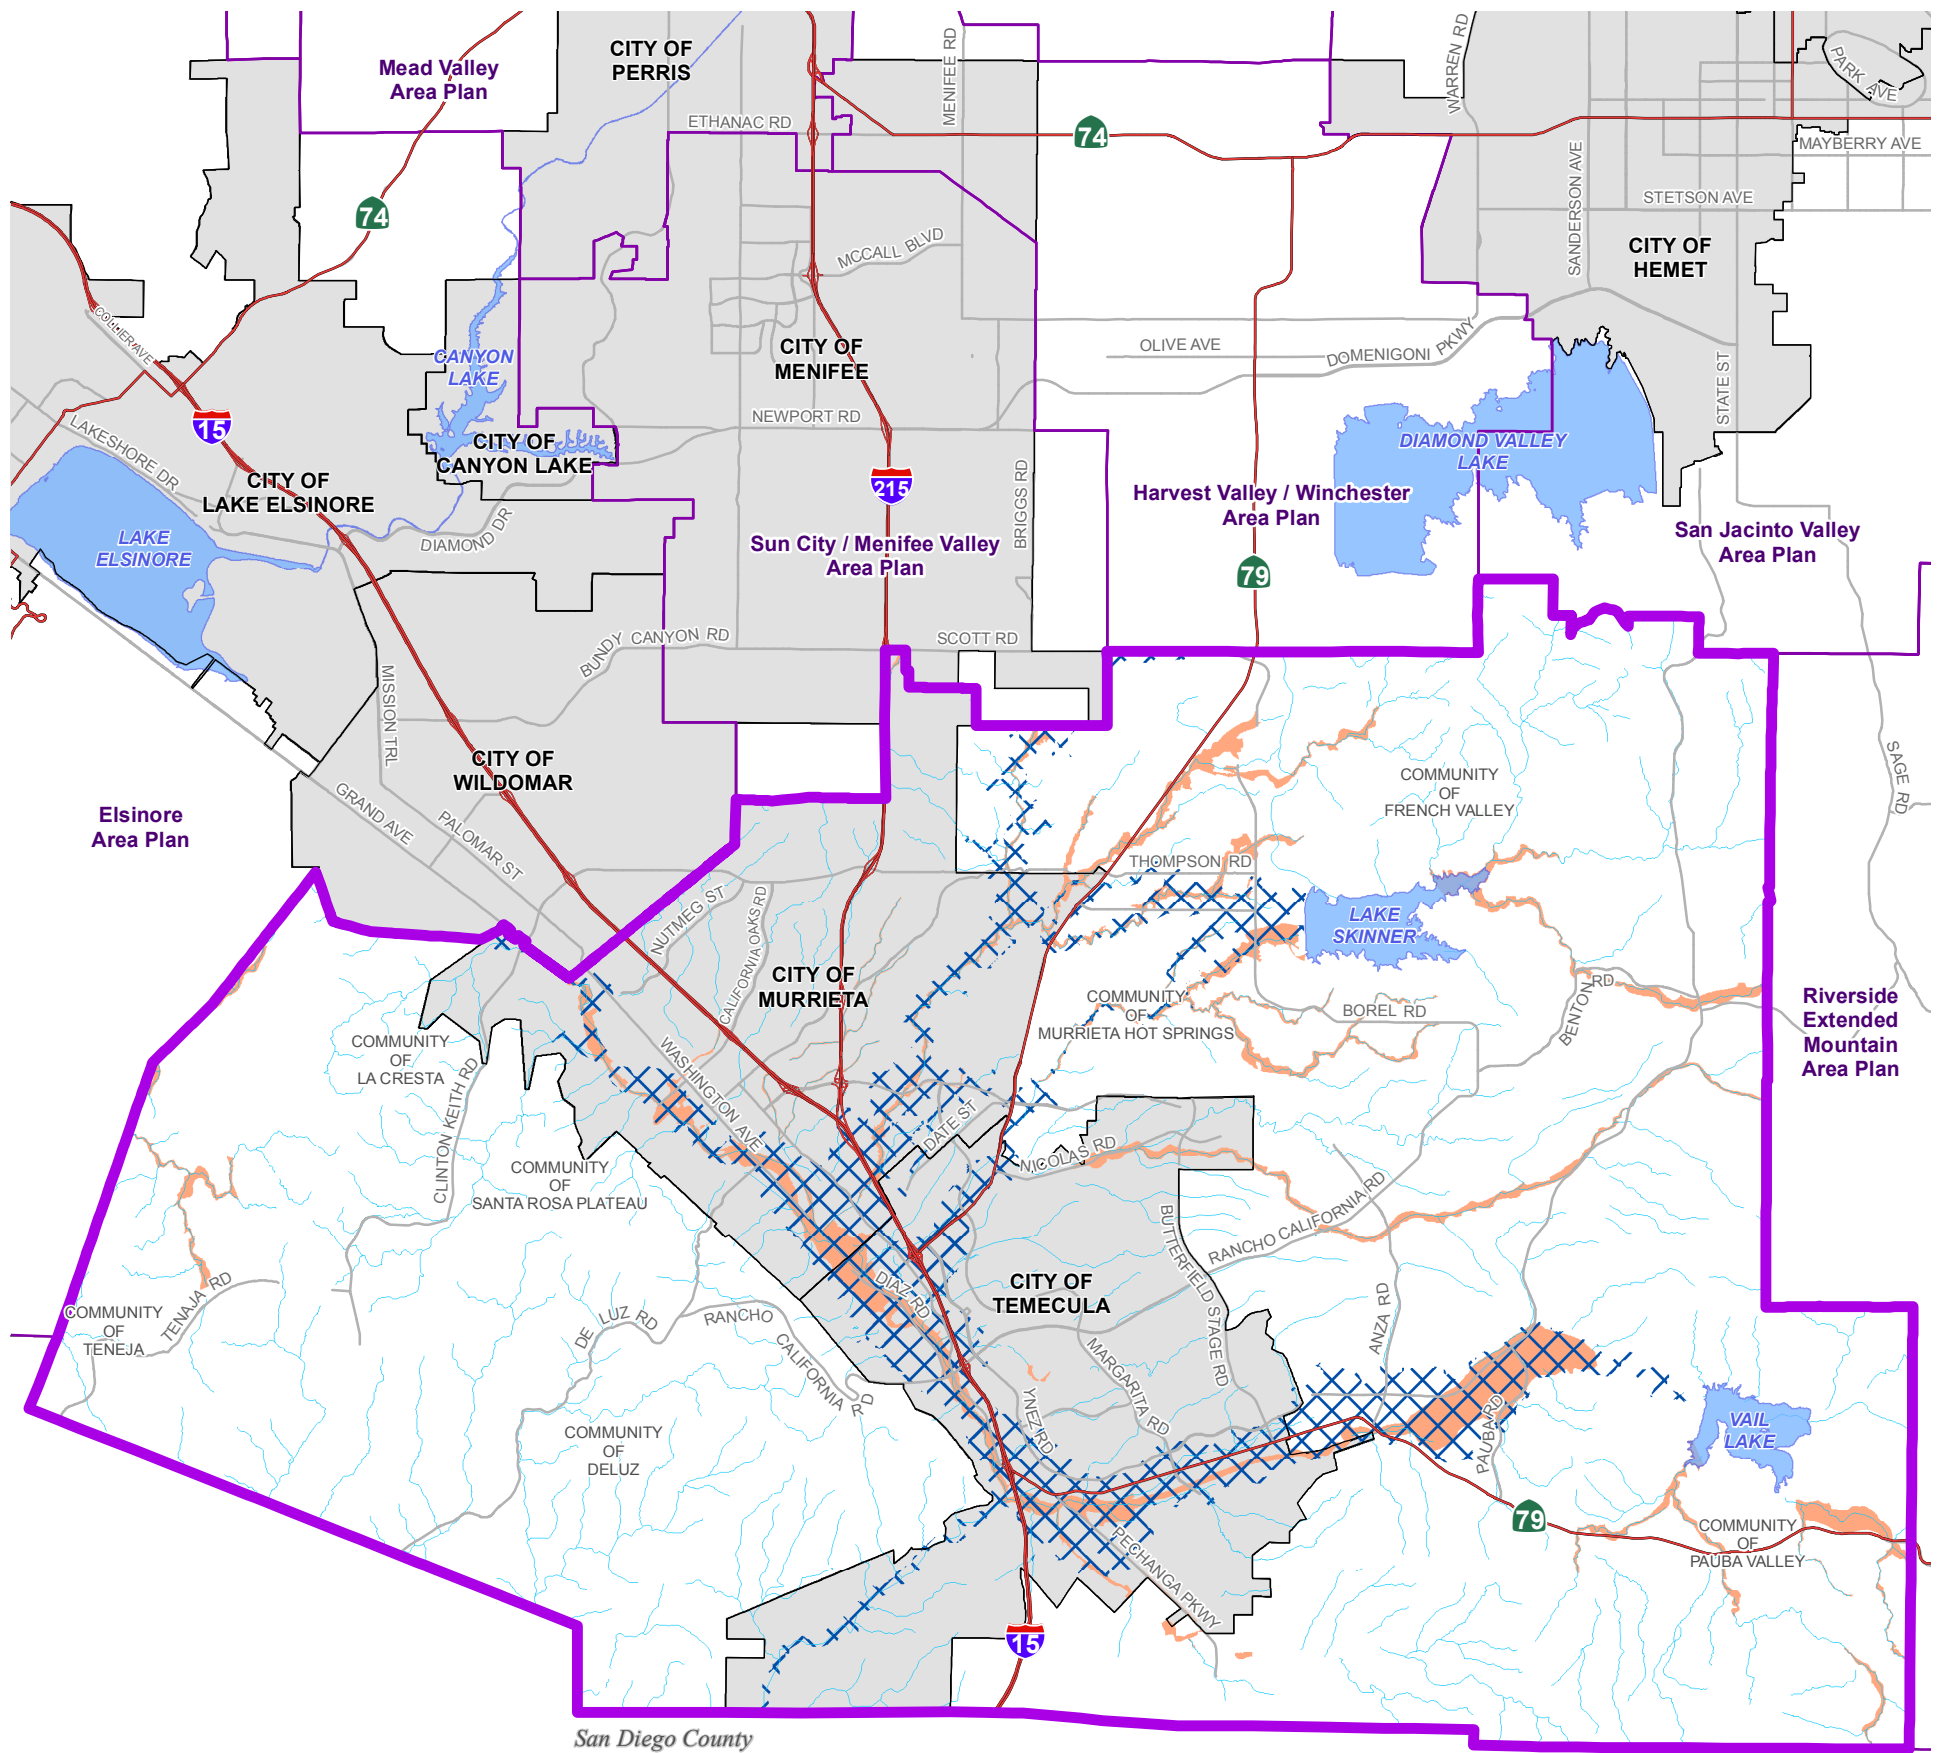 CITY OF
PERRIS
Mead Valley
Area Plan
MENIFEE RD
WARREN RD
PARK AVE
ETHANAC RD
74
MAYBERRY AVE
SANDERSON AVE
STETSON AVE
74
MCCALL BLVD
CITY OF
HEMET
COLLIER AVE
CANYON
LAKE
CITY OF
MENIFEE
OLIVE AVE
DOMENIGONI PKWY
STATE ST
15
LAKESHORE DR
NEWPORT RD
CITY OF
CANYON LAKE
DIAMOND VALLEY
LAKE
CITY OF
LAKE ELSINORE
215
BRIGGS RD
Harvest Valley / Winchester
Area Plan
LAKE
ELSINORE
DIAMOND DR
Sun City / Menifee Valley
Area Plan
San Jacinto Valley
Area Plan
79
BUNDY CANYON RD
SCOTT RD
MISSION TRL
CITY OF
WILDOMAR
SAGE RD
COMMUNITY
OF
FRENCH VALLEY
Elsinore
Area Plan
GRAND AVE
PALOMAR ST
THOMPSON RD
NUTMEG ST
CALIFORNIA OAKS RD
LAKE
SKINNER
CITY OF
MURRIETA
BENTON RD
COMMUNITY
OF
MURRIETA HOT SPRINGS
BOREL RD
Riverside
Extended
Mountain
Area Plan
COMMUNITY
OF
LA CRESTA
WASHINGTON AVE
CLINTON KEITH RD
DATE ST
NICOLAS RD
COMMUNITY
OF
SANTA ROSA PLATEAU
BUTTERFIELD STAGE RD
RANCHO CALIFORNIA RD
CITY OF
TEMECULA
DIAZ RD
COMMUNITY
OF
TENEJA
TENAJA RD
DE LUZ RD
RANCHO CALIFORNIA RD
ANZA RD
MARGARITA RD
YNEZ RD
PAUBA RD
VAIL
LAKE
COMMUNITY
OF
DELUZ
79
COMMUNITY
OF
PAUBA VALLEY
PECHANGA PKWY
15
San Diego County